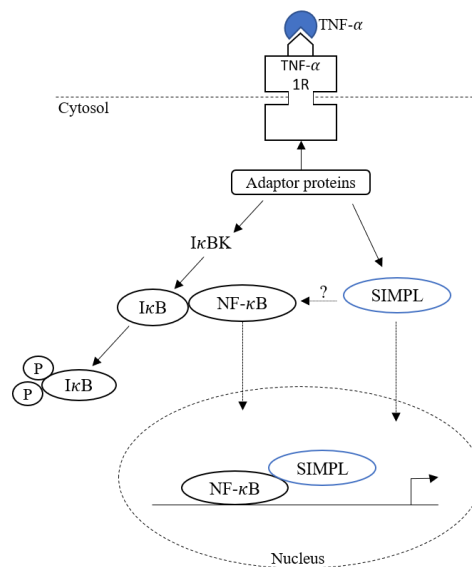 TNF-α
TNF-α
1R
Cytosol
Adaptor proteins
IκBK
IκB
NF-κB
?
SIMPL
P
P
IκB
SIMPL
NF-κB
Nucleus